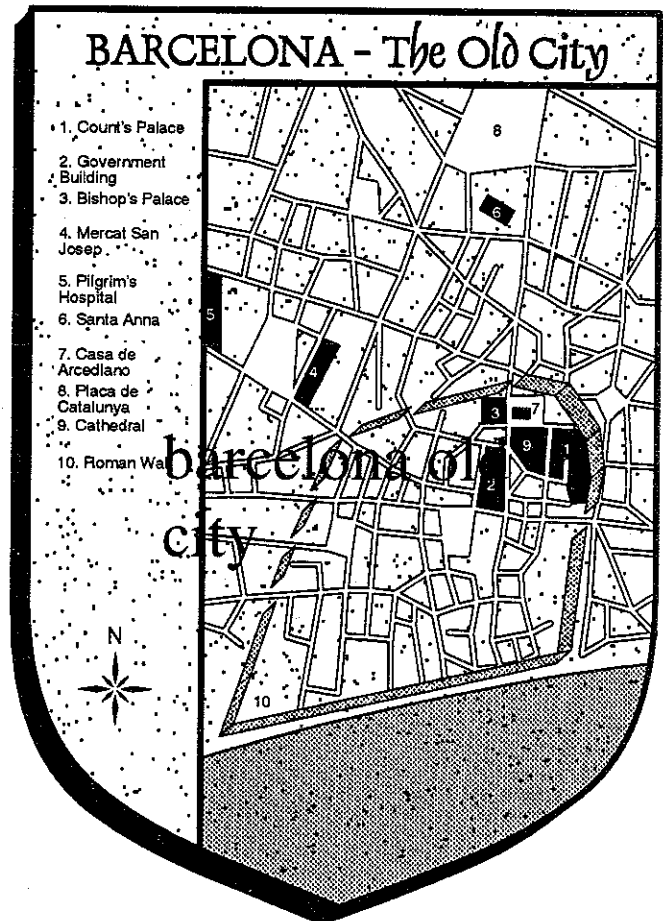 BARCELONA - The Old City
1. Count's Palace
2. Government
Building
3. Bishop's Palace
4. Mercat San
Josep
5. Pilgrim's
Hospital
6. Santa Anna
7. Casa de
Arcediano
8. Placa de
Catalunya
9. Cathedral
10. Roman Wall
barcelona old
city
N
8
6
5
4
3
7
9
1
2
10